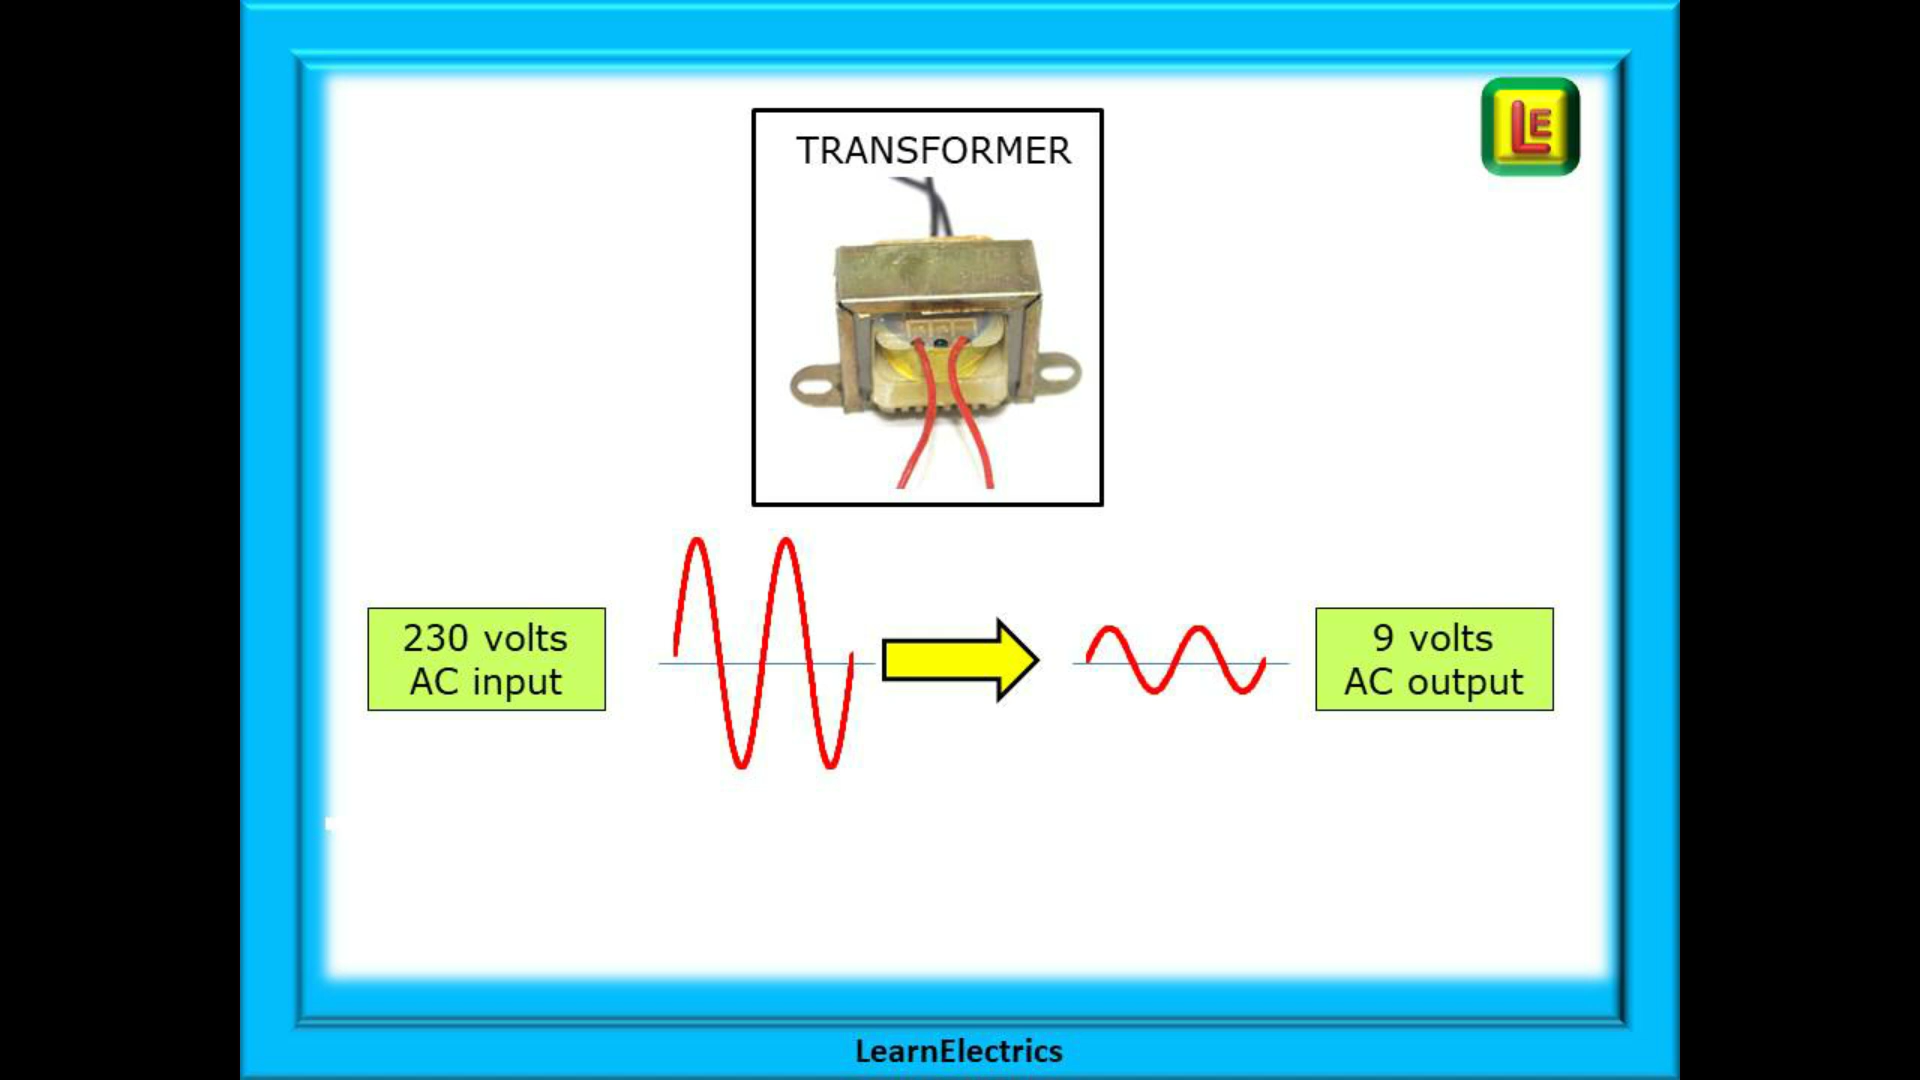 TRANSFORMER
LE
230 volts
AC input
9 volts
AC output
LearnElectrics